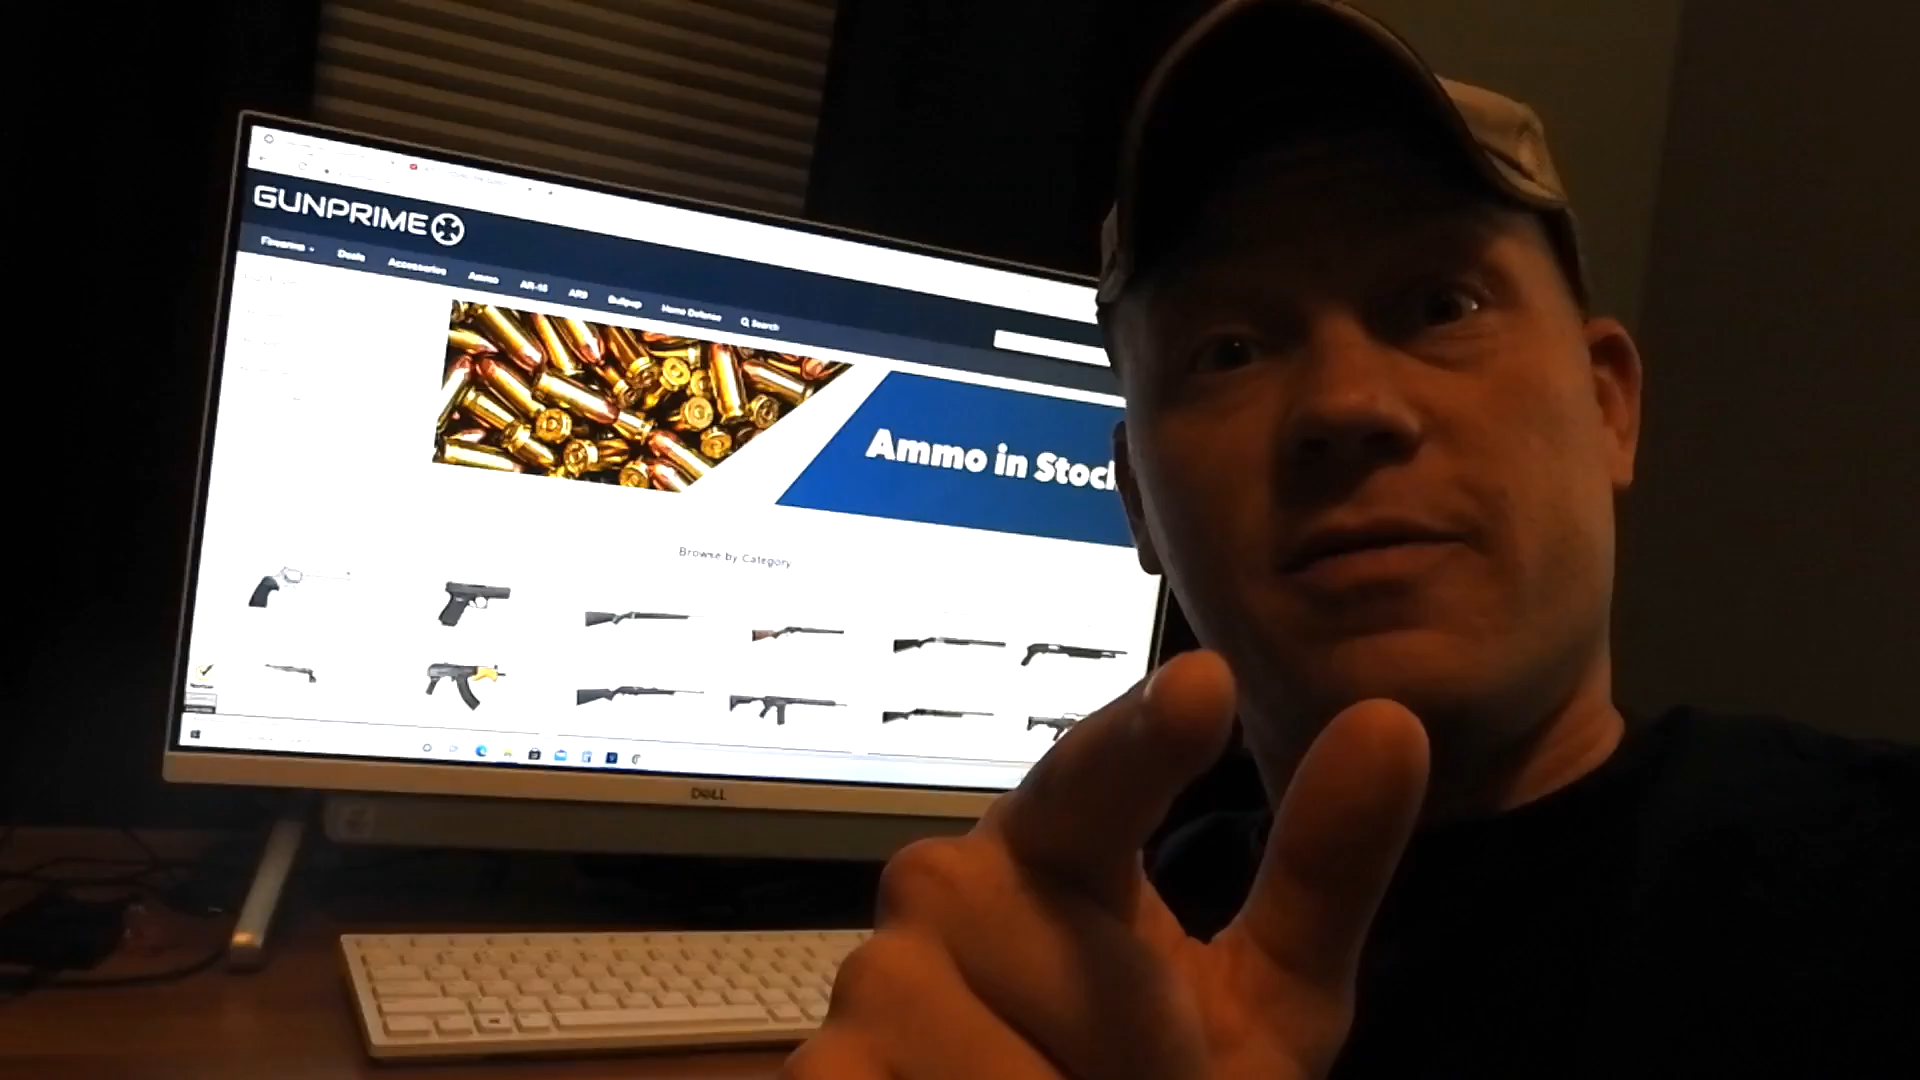 GUNPRIME
Firearms Deals Accessories Ammo AR-15 AR9 Bullpup Home Defense Search
Ammo in Stock
Browse by Category
DELL